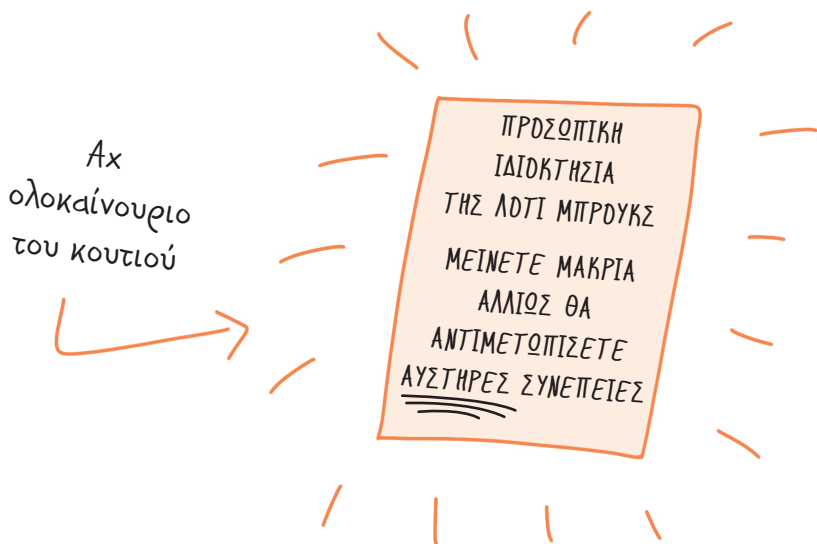 Αχ
ολοκαίνουριο
του κουτιού
ΠΡΟΣΩΠΙΚΗ
ΙΔΙΟΚΤΗΣΙΑ
ΤΗΣ ΛΟΤΙ ΜΠΡΟΥΚΣ
ΜΕΙΝΕΤΕ ΜΑΚΡΙΑ
ΑΛΛΙΩΣ ΘΑ
ΑΝΤΙΜΕΤΩΠΙΣΕΤΕ
ΑΥΣΤΗΡΕΣ ΣΥΝΕΠΕΙΕΣ